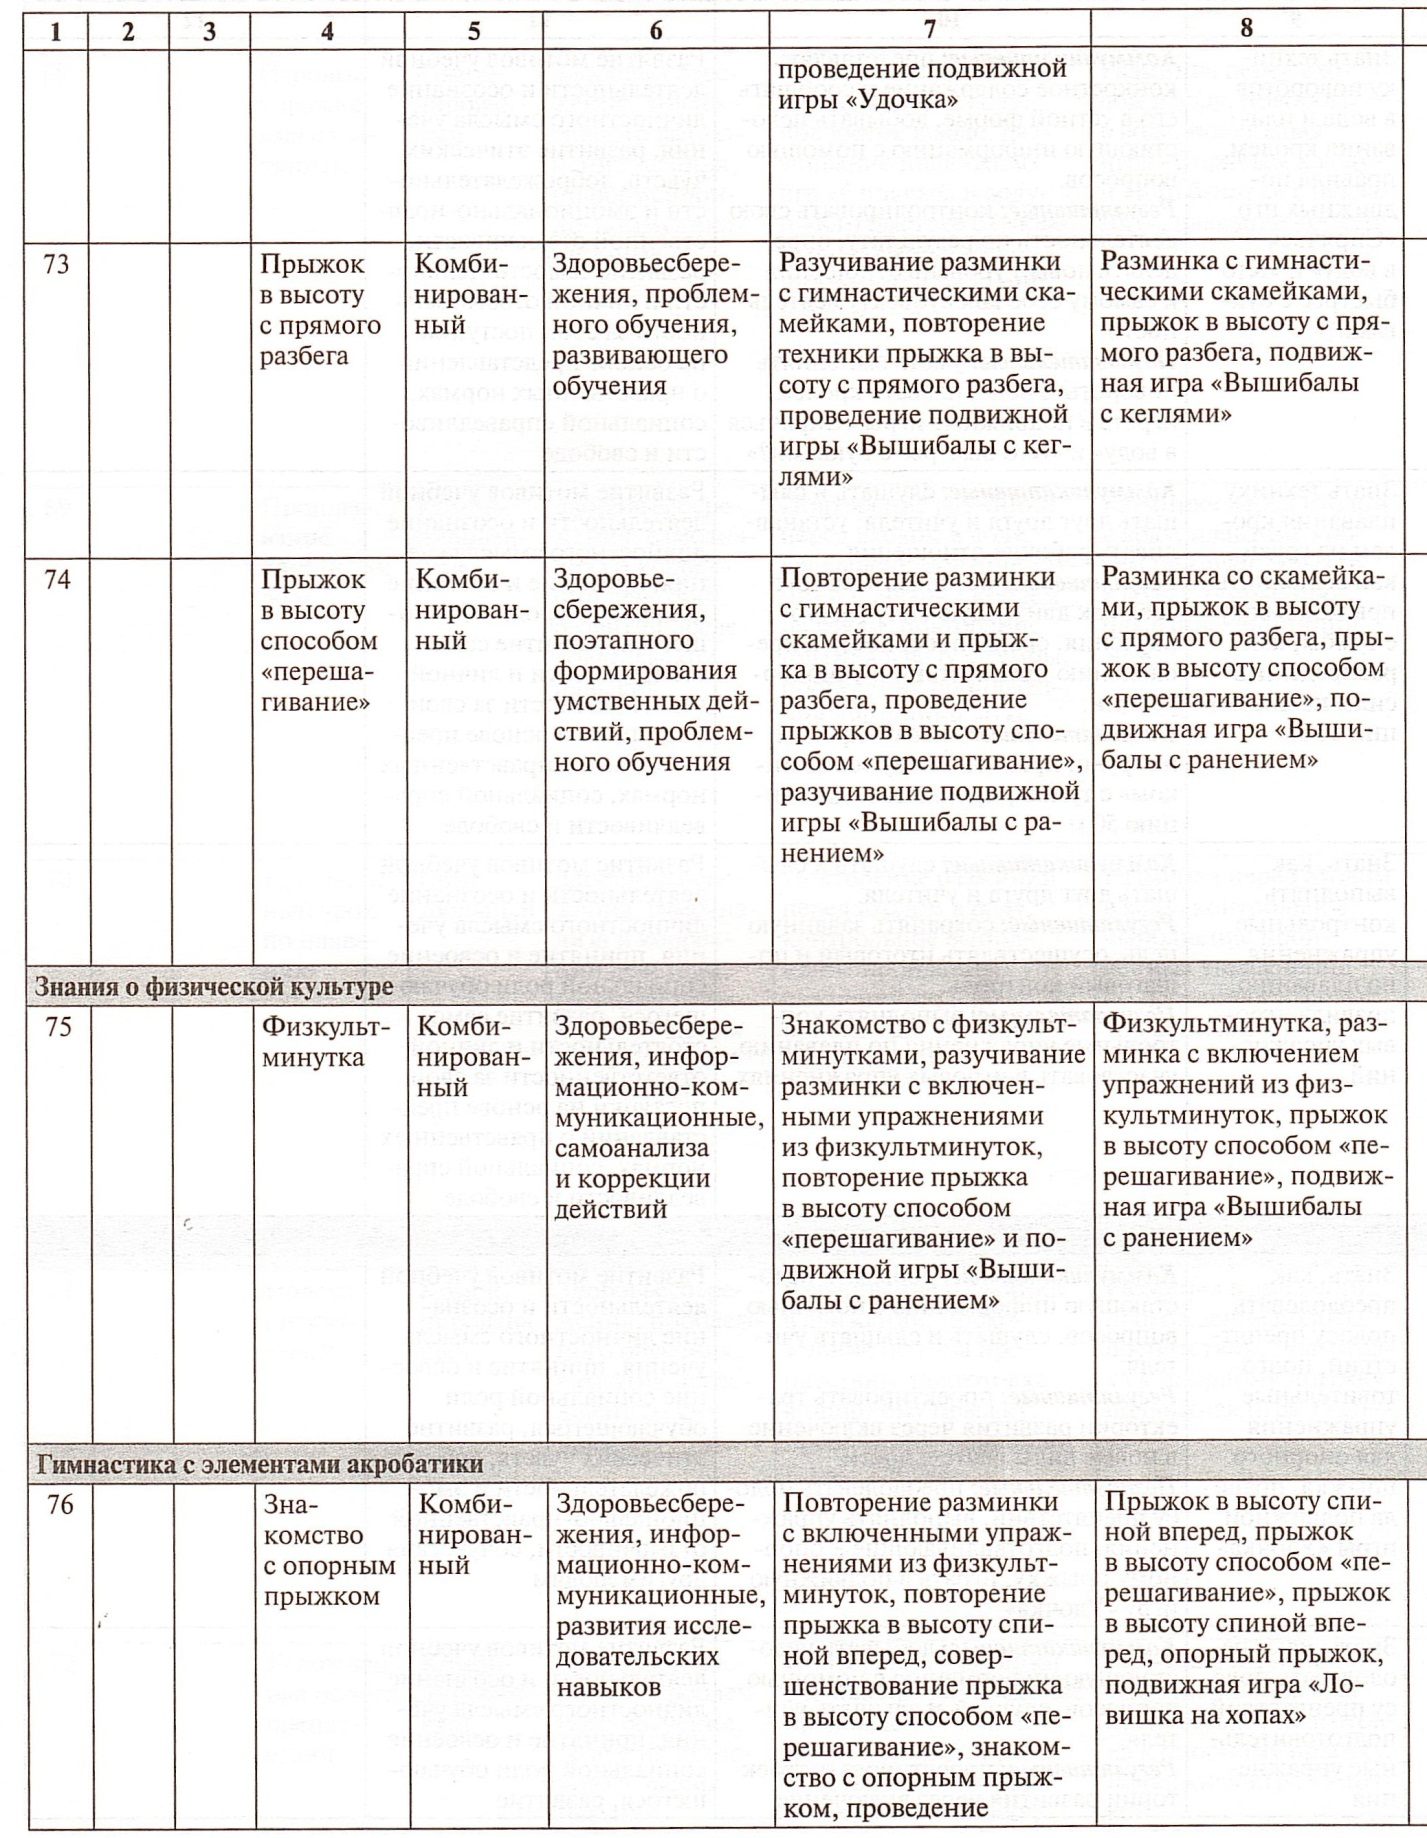 1 2 3 4 5 6 7 8
проведение подвижной
игры «Удочка»
73
Прыжок
в высоту
с прямого
разбега
Комби-
нирован-
ный
Здоровьесбере-
жения, проблем-
ного обучения,
развивающего
обучения
Разучивание разминки
с гимнастическими ска-
мейками, повторение
техники прыжка в вы-
соту с прямого разбега,
проведение подвижной
игры «Вышибалы с кег-
лями»
Разминка с гимнасти-
ческими скамейками,
прыжок в высоту с пря-
мого разбега, подвиж-
ная игра «Вышибалы
с кеглями»
74
Прыжок
в высоту
способом
«переша-
гивание»
Комби-
нирован-
ный
Здоровье-
сбережения,
поэтапного
формирования
умственных дей-
ствий, проблем-
ного обучения
Повторение разминки
с гимнастическими
скамейками и прыж-
ка в высоту с прямого
разбега, проведение
прыжков в высоту спо-
собом «перешагивание»,
разучивание подвижной
игры «Вышибалы с ра-
нением»
Разминка со скамейка-
ми, прыжок в высоту
с прямого разбега, пры-
жок в высоту способом
«перешагивание», по-
движная игра «Выши-
балы с ранением»
Знания о физической культуре
75
Физкульт-
минутка
Комби-
нирован-
ный
Здоровьесбере-
жения, инфор-
мационно-ком-
муникационные,
самоанализа
и коррекции
действий
Знакомство с физкульт-
минутками, разучивание
разминки с включен-
ными упражнениями
из физкультминуток,
повторение прыжка
в высоту способом
«перешагивание» и по-
движной игры «Выши-
балы с ранением»
Физкультминутка, раз-
минка с включением
упражнений из физ-
культминуток, прыжок
в высоту способом «пе-
решагивание», подвиж-
ная игра «Вышибалы
с ранением»
Гимнастика с элементами акробатики
76
Зна-
комство
с опорным
прыжком
Комби-
нирован-
ный
Здоровьесбере-
жения, инфор-
мационно-ком-
муникационные,
развития иссле-
довательских
навыков
Повторение разминки
с включенными упраж-
нениями из физкульт-
минуток, повторение
прыжка в высоту спи-
ной вперед, совер-
шенствование прыжка
в высоту способом «пе-
решагивание», знаком-
ство с опорным прыж-
ком, проведение
Прыжок в высоту спи-
ной вперед, прыжок
в высоту способом «пе-
решагивание», прыжок
в высоту спиной впе-
ред, опорный прыжок,
подвижная игра «Ло-
вишка на хопах»